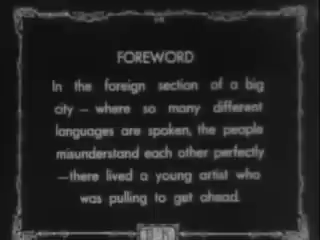 FOREWORD
In the foreign section of a big
city — where so many different
languages are spoken, the people
misunderstand each other perfectly
—there lived a young artist who
was pulling to get ahead.